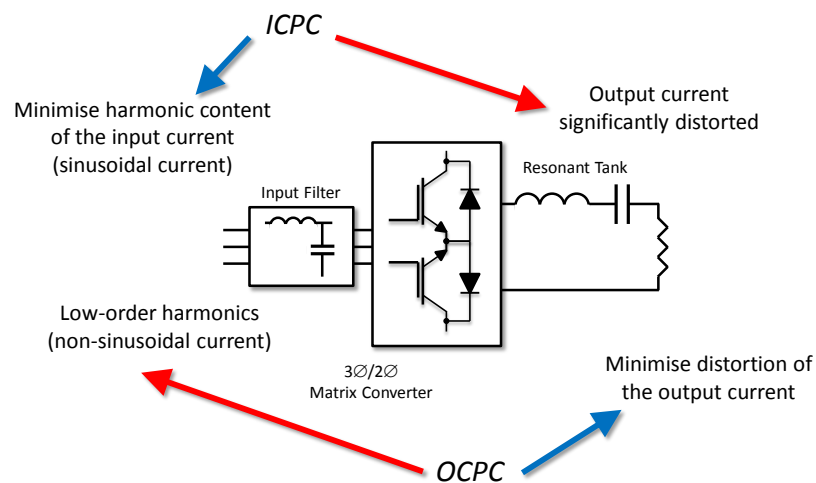 ICPC
Minimise harmonic content
of the input current
(sinusoidal current)
Output current
significantly distorted
Resonant Tank
Input Filter
Low-order harmonics
(non-sinusoidal current)
3∅/2∅
Matrix Converter
Minimise distortion of
the output current
OCPC